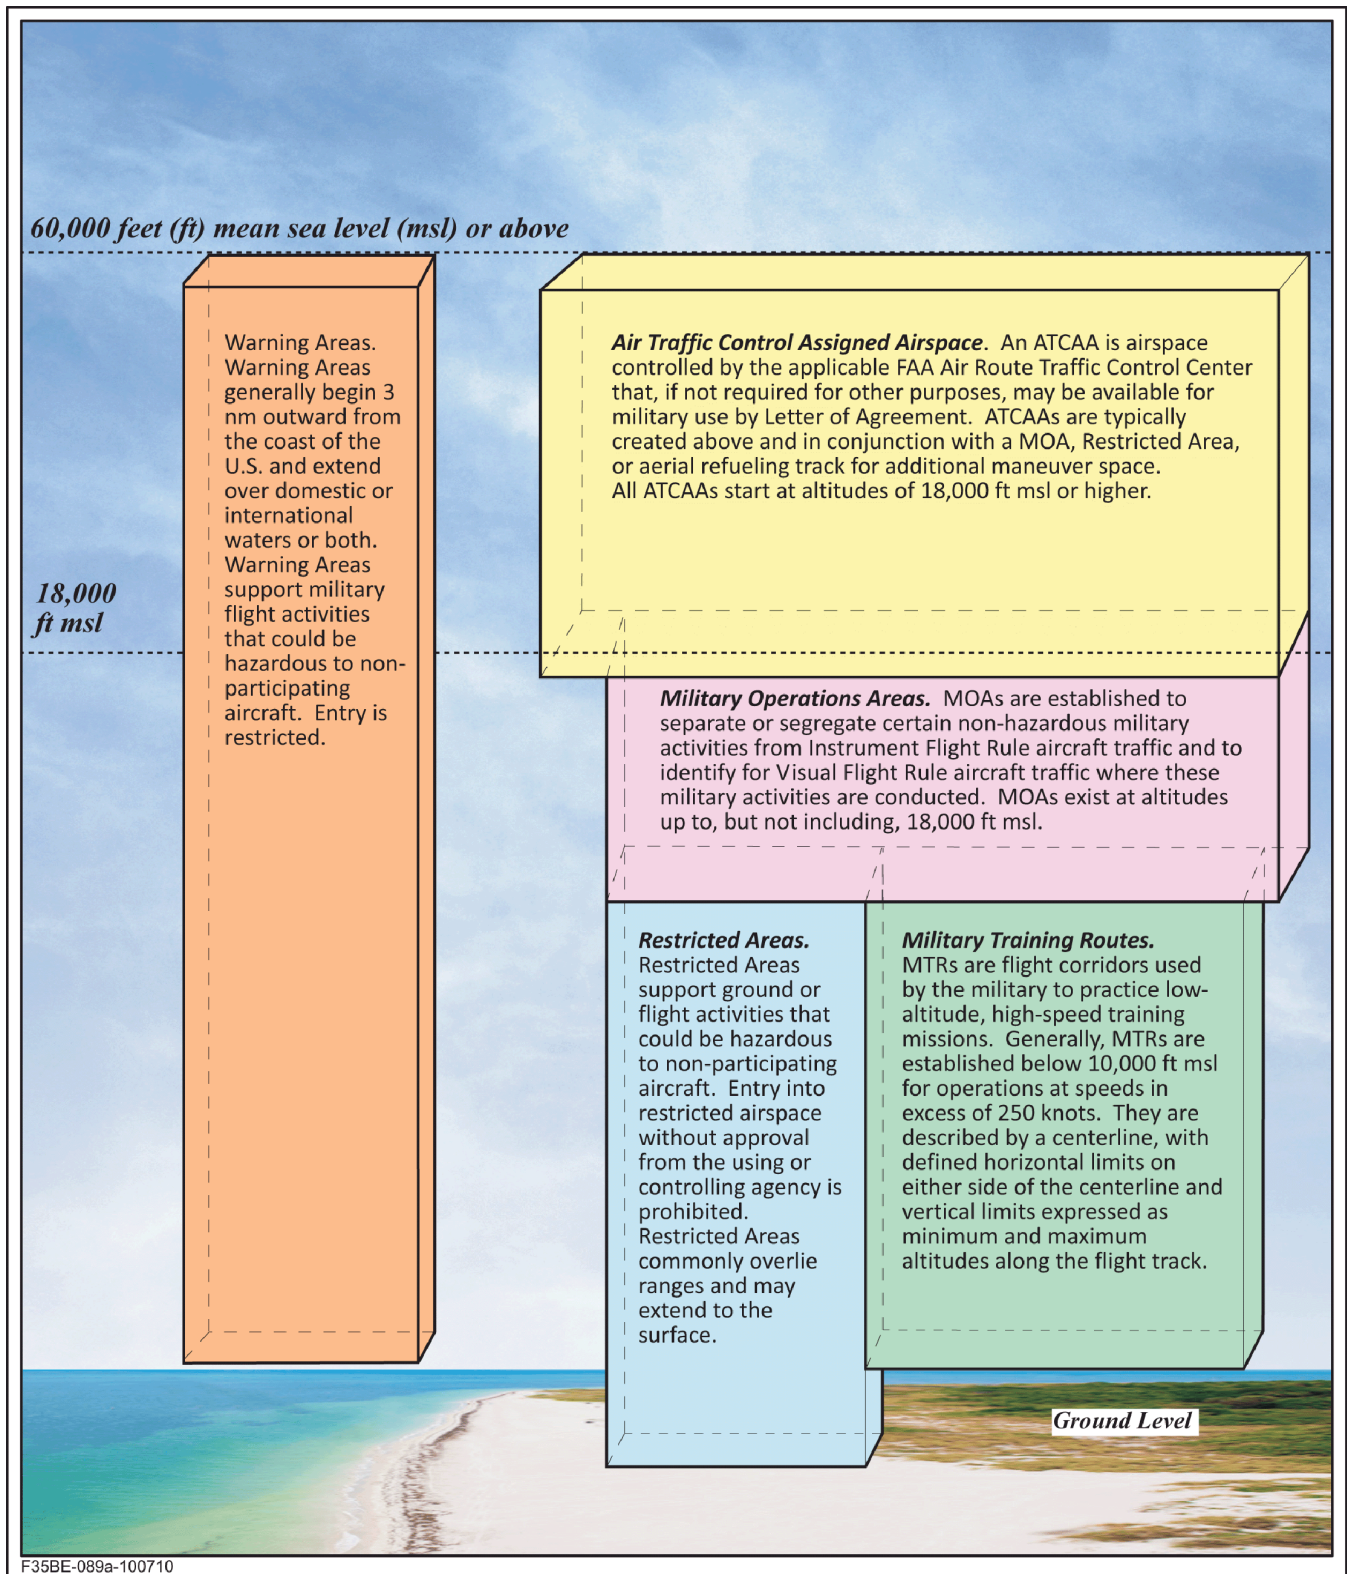 60,000 feet (ft) mean sea level (msl) or above
18,000
ft msl
Warning Areas.
Warning Areas
generally begin 3
nm outward from
the coast of the
U.S. and extend
over domestic or
international
waters or both.
Warning Areas
support military
flight activities
that could be
hazardous to non-
participating
aircraft.  Entry is
restricted.
Air Traffic Control Assigned Airspace.  An ATCAA is airspace
controlled by the applicable FAA Air Route Traffic Control Center
that, if not required for other purposes, may be available for
military use by Letter of Agreement.  ATCAAs are typically
created above and in conjunction with a MOA, Restricted Area,
or aerial refueling track for additional maneuver space.
All ATCAAs start at altitudes of 18,000 ft msl or higher.
Military Operations Areas.  MOAs are established to
separate or segregate certain non-hazardous military
activities from Instrument Flight Rule aircraft traffic and to
identify for Visual Flight Rule aircraft traffic where these
military activities are conducted.  MOAs exist at altitudes
up to, but not including, 18,000 ft msl.
Restricted Areas.
Restricted Areas
support ground or
flight activities that
could be hazardous
to non-participating
aircraft.  Entry into
restricted airspace
without approval
from the using or
controlling agency is
prohibited.
Restricted Areas
commonly overlie
ranges and may
extend to the
surface.
Military Training Routes.
MTRs are flight corridors used
by the military to practice low-
altitude, high-speed training
missions.  Generally, MTRs are
established below 10,000 ft msl
for operations at speeds in
excess of 250 knots.  They are
described by a centerline, with
defined horizontal limits on
either side of the centerline and
vertical limits expressed as
minimum and maximum
altitudes along the flight track.
Ground Level
F35BE-089a-100710